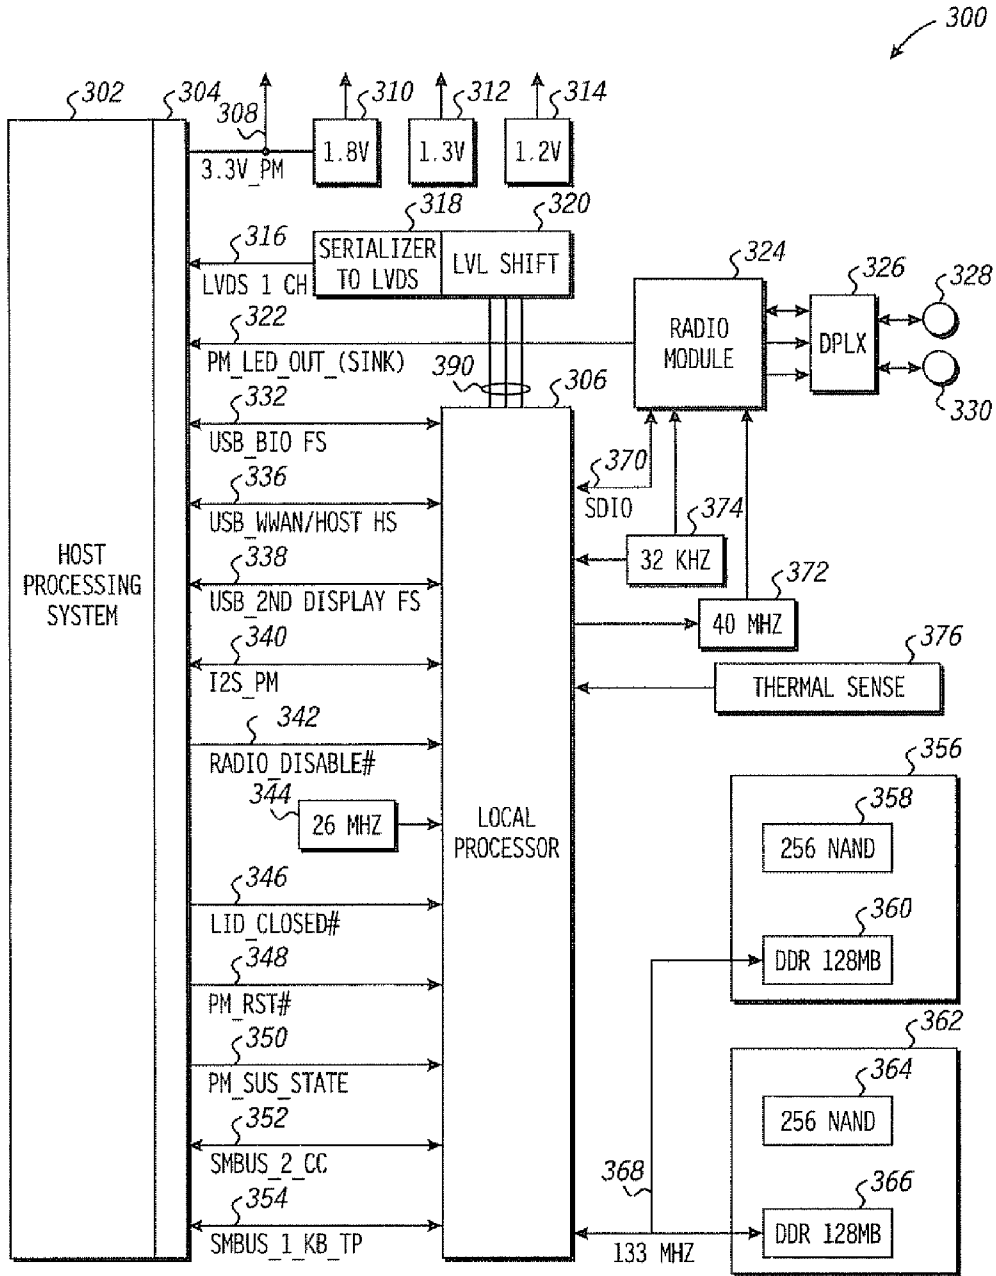 300
302
304
308
310
312
314
3.3V_PM
1.8V
1.3V
1.2V
316
318
320
LVDS 1 CH
SERIALIZER
TO LVDS
LVL SHIFT
322
PM_LED_OUT_(SINK)
324
RADIO
MODULE
326
DPLX
328
330
390
306
332
USB_BIO FS
336
USB_WWAN/HOST HS
338
USB_2ND DISPLAY FS
340
I2S_PM
342
RADIO_DISABLE#
344
26 MHZ
346
LID_CLOSED#
348
PM_RST#
350
PM_SUS_STATE
352
SMBUS_2_CC
354
SMBUS_1_KB_TP
HOST
PROCESSING
SYSTEM
LOCAL
PROCESSOR
370
SDIO
374
32 KHZ
372
40 MHZ
376
THERMAL SENSE
356
358
256 NAND
360
DDR 128MB
362
364
256 NAND
366
DDR 128MB
368
133 MHZ